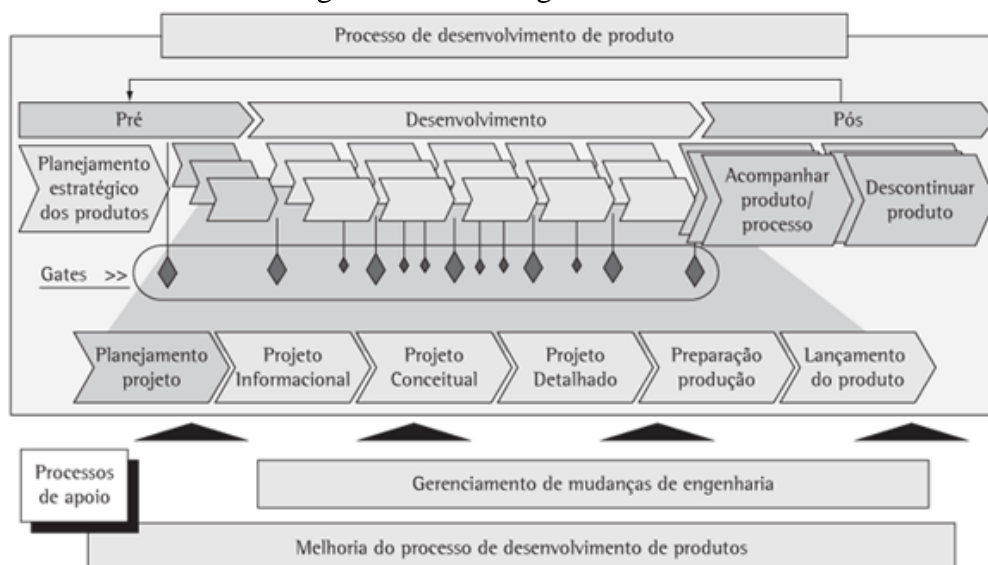 Processo de desenvolvimento de produto
Pré
Desenvolvimento
Pós
Planejamento
estratégico
dos produtos
Acompanhar
produto/
processo
Descontinuar
produto
Gates >>
Planejamento
projeto
Projeto
Informacional
Projeto
Conceitual
Projeto
Detalhado
Preparação
produção
Lançamento
do produto
Processos
de apoio
Gerenciamento de mudanças de engenharia
Melhoria do processo de desenvolvimento de produtos